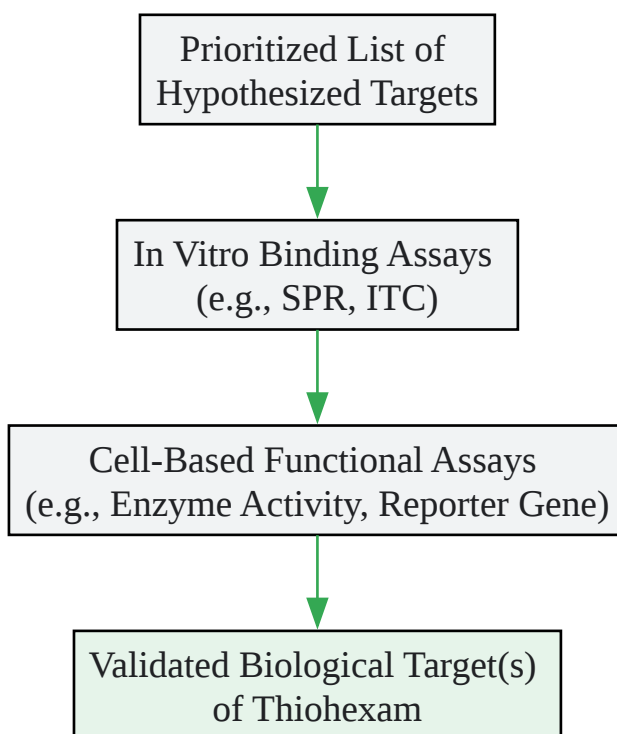 Prioritized List of
Hypothesized Targets
In Vitro Binding Assays
(e.g., SPR, ITC)
Cell-Based Functional Assays
(e.g., Enzyme Activity, Reporter Gene)
Validated Biological Target(s)
of Thiohexam